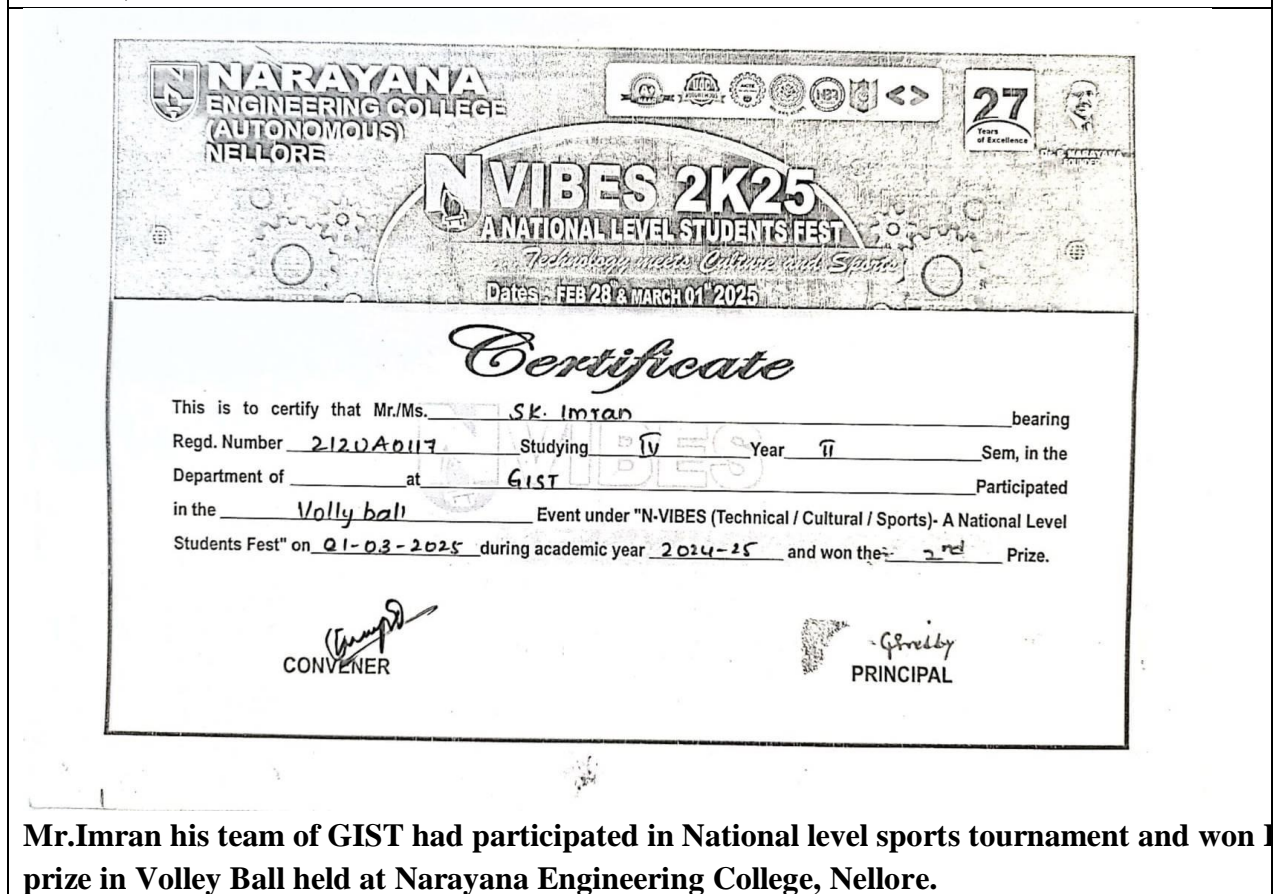 NARAYANA
ENGINEERING COLLEGE
(AUTONOMOUS)
NELLORE
27
Years
of Excellence
FOUNDER
N VIBES 2K25
A NATIONAL LEVEL STUDENTS FEST
... Technology meets Culture and Sports
Dates - FEB 28 & MARCH 01st 2025
Certificate
This is to certify that Mr./Ms. SK. Imran bearing
Regd. Number 212UA0117 Studying IV Year II Sem, in the
Department of at GIST Participated
in the Volly ball Event under "N-VIBES (Technical / Cultural / Sports)- A National Level
Students Fest" on 01-03-2025 during academic year 2024-25 and won the 2nd Prize.
CONVENER
PRINCIPAL
Mr.Imran his team of GIST had participated in National level sports tournament and won
prize in Volley Ball held at Narayana Engineering College, Nellore.